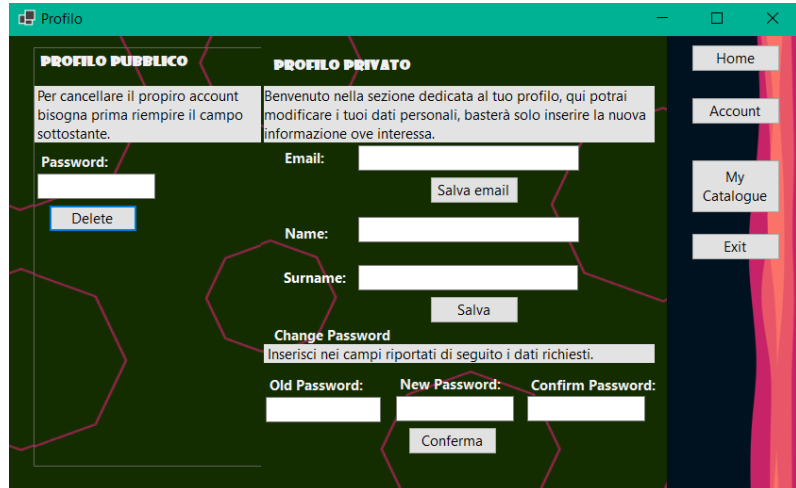 Profilo
PROFILO PUBBLICO
Per cancellare il propiro account
bisogna prima riempire il campo
sottostante.
Password:
Delete
PROFILO PRIVATO
Benvenuto nella sezione dedicata al tuo profilo, qui potrai
modificare i tuoi dati personali, basterà solo inserire la nuova
informazione ove interessa.
Email:
Salva email
Name:
Surname:
Salva
Change Password
Inserisci nei campi riportati di seguito i dati richiesti.
Old Password:
New Password:
Confirm Password:
Conferma
Home
Account
My
Catalogue
Exit